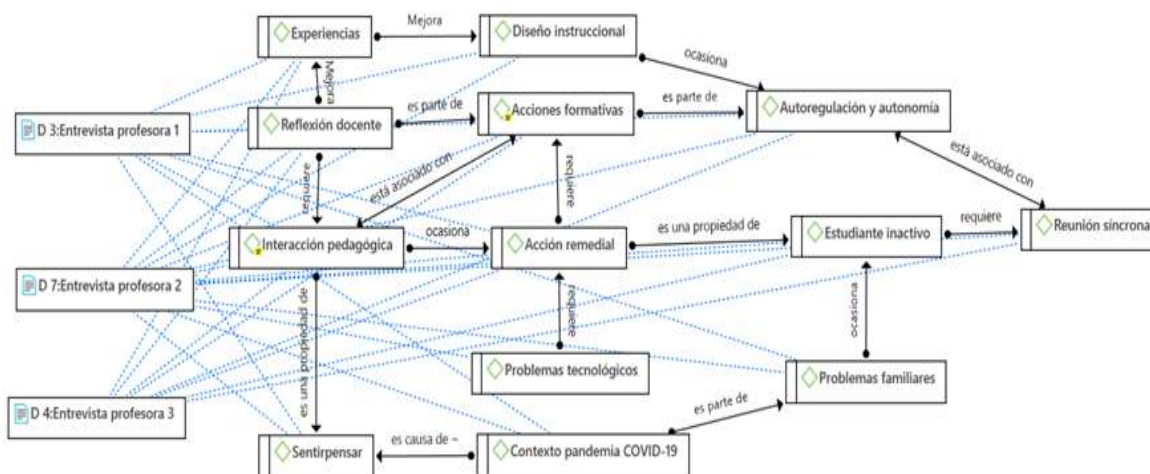 Experiencias
Mejora
Diseño instruccional
ocasiona
Mejora
D 3:Entrevista profesora 1
Reflexión docente
es parte de
Acciones formativas
es parte de
Autoregulación y autonomía
está asociado con
requiere
está asociado con
Interacción pedagógica
ocasiona
Acción remedial
es una propiedad de
Estudiante inactivo
requiere
Reunión síncrona
D 7:Entrevista profesora 2
es una propiedad de
requiere
ocasiona
Problemas tecnológicos
Problemas familiares
D 4:Entrevista profesora 3
es parte de
Sentirpensar
es causa de ~
Contexto pandemia COVID-19